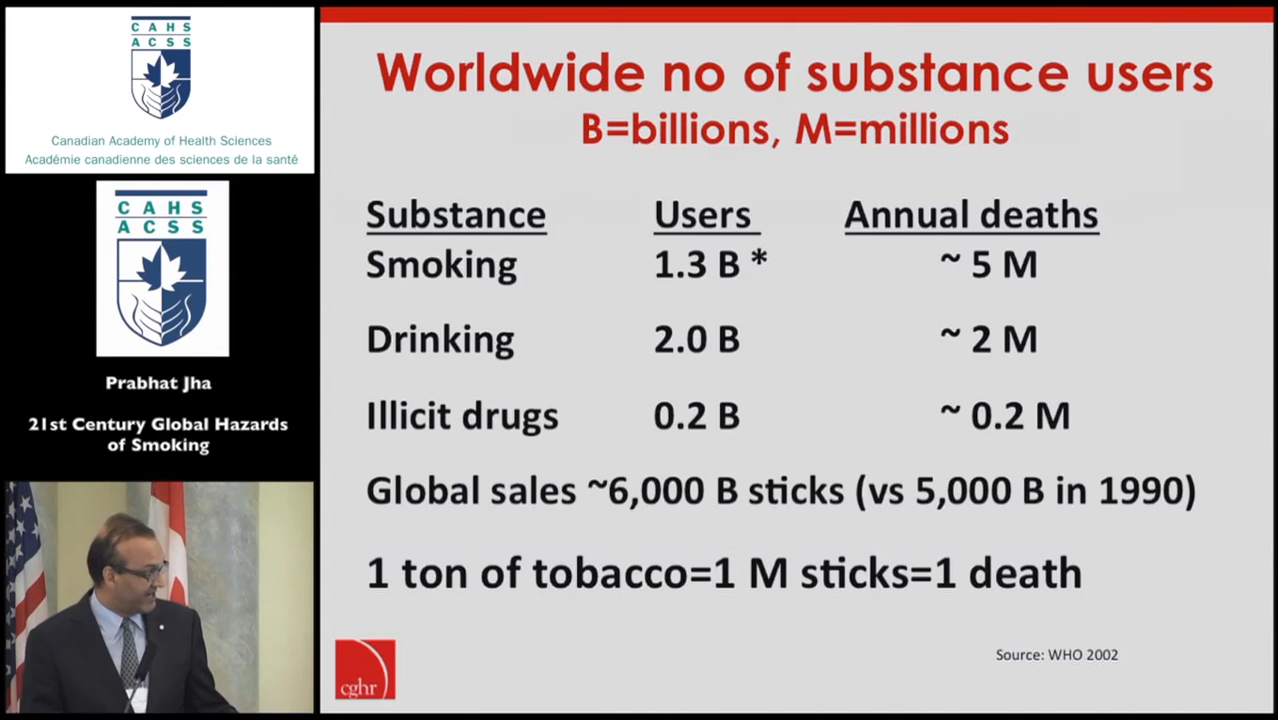 CAHS
ACSS
Canadian Academy of Health Sciences
Académie canadienne des sciences de la santé
CAHS
ACSS
Prabhat Jha
21st Century Global Hazards
of Smoking
Worldwide no of substance users
B=billions, M=millions
Substance Users Annual deaths
Smoking 1.3 B * ~ 5 M
Drinking 2.0 B ~ 2 M
Illicit drugs 0.2 B ~ 0.2 M
Global sales ~6,000 B sticks (vs 5,000 B in 1990)
1 ton of tobacco=1 M sticks=1 death
cghr
Source: WHO 2002